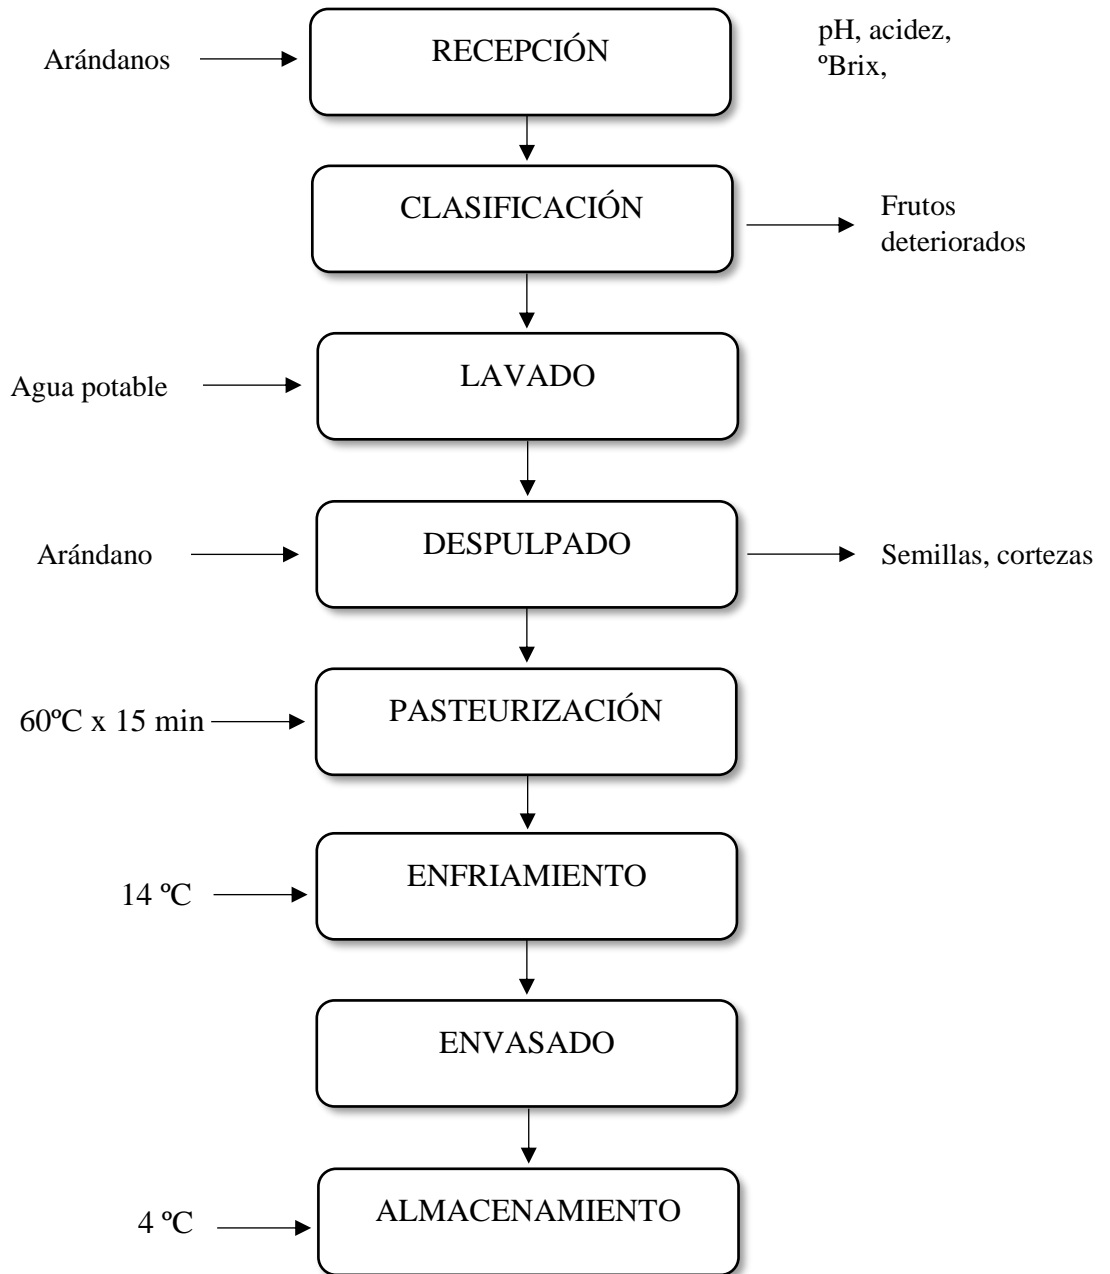 Arándanos
RECEPCIÓN
pH, acidez,
ºBrix,
CLASIFICACIÓN
Frutos
deteriorados
Agua potable
LAVADO
Arándano
DESPULPADO
Semillas, cortezas
60ºC x 15 min
PASTEURIZACIÓN
14 ºC
ENFRIAMIENTO
ENVASADO
4 ºC
ALMACENAMIENTO